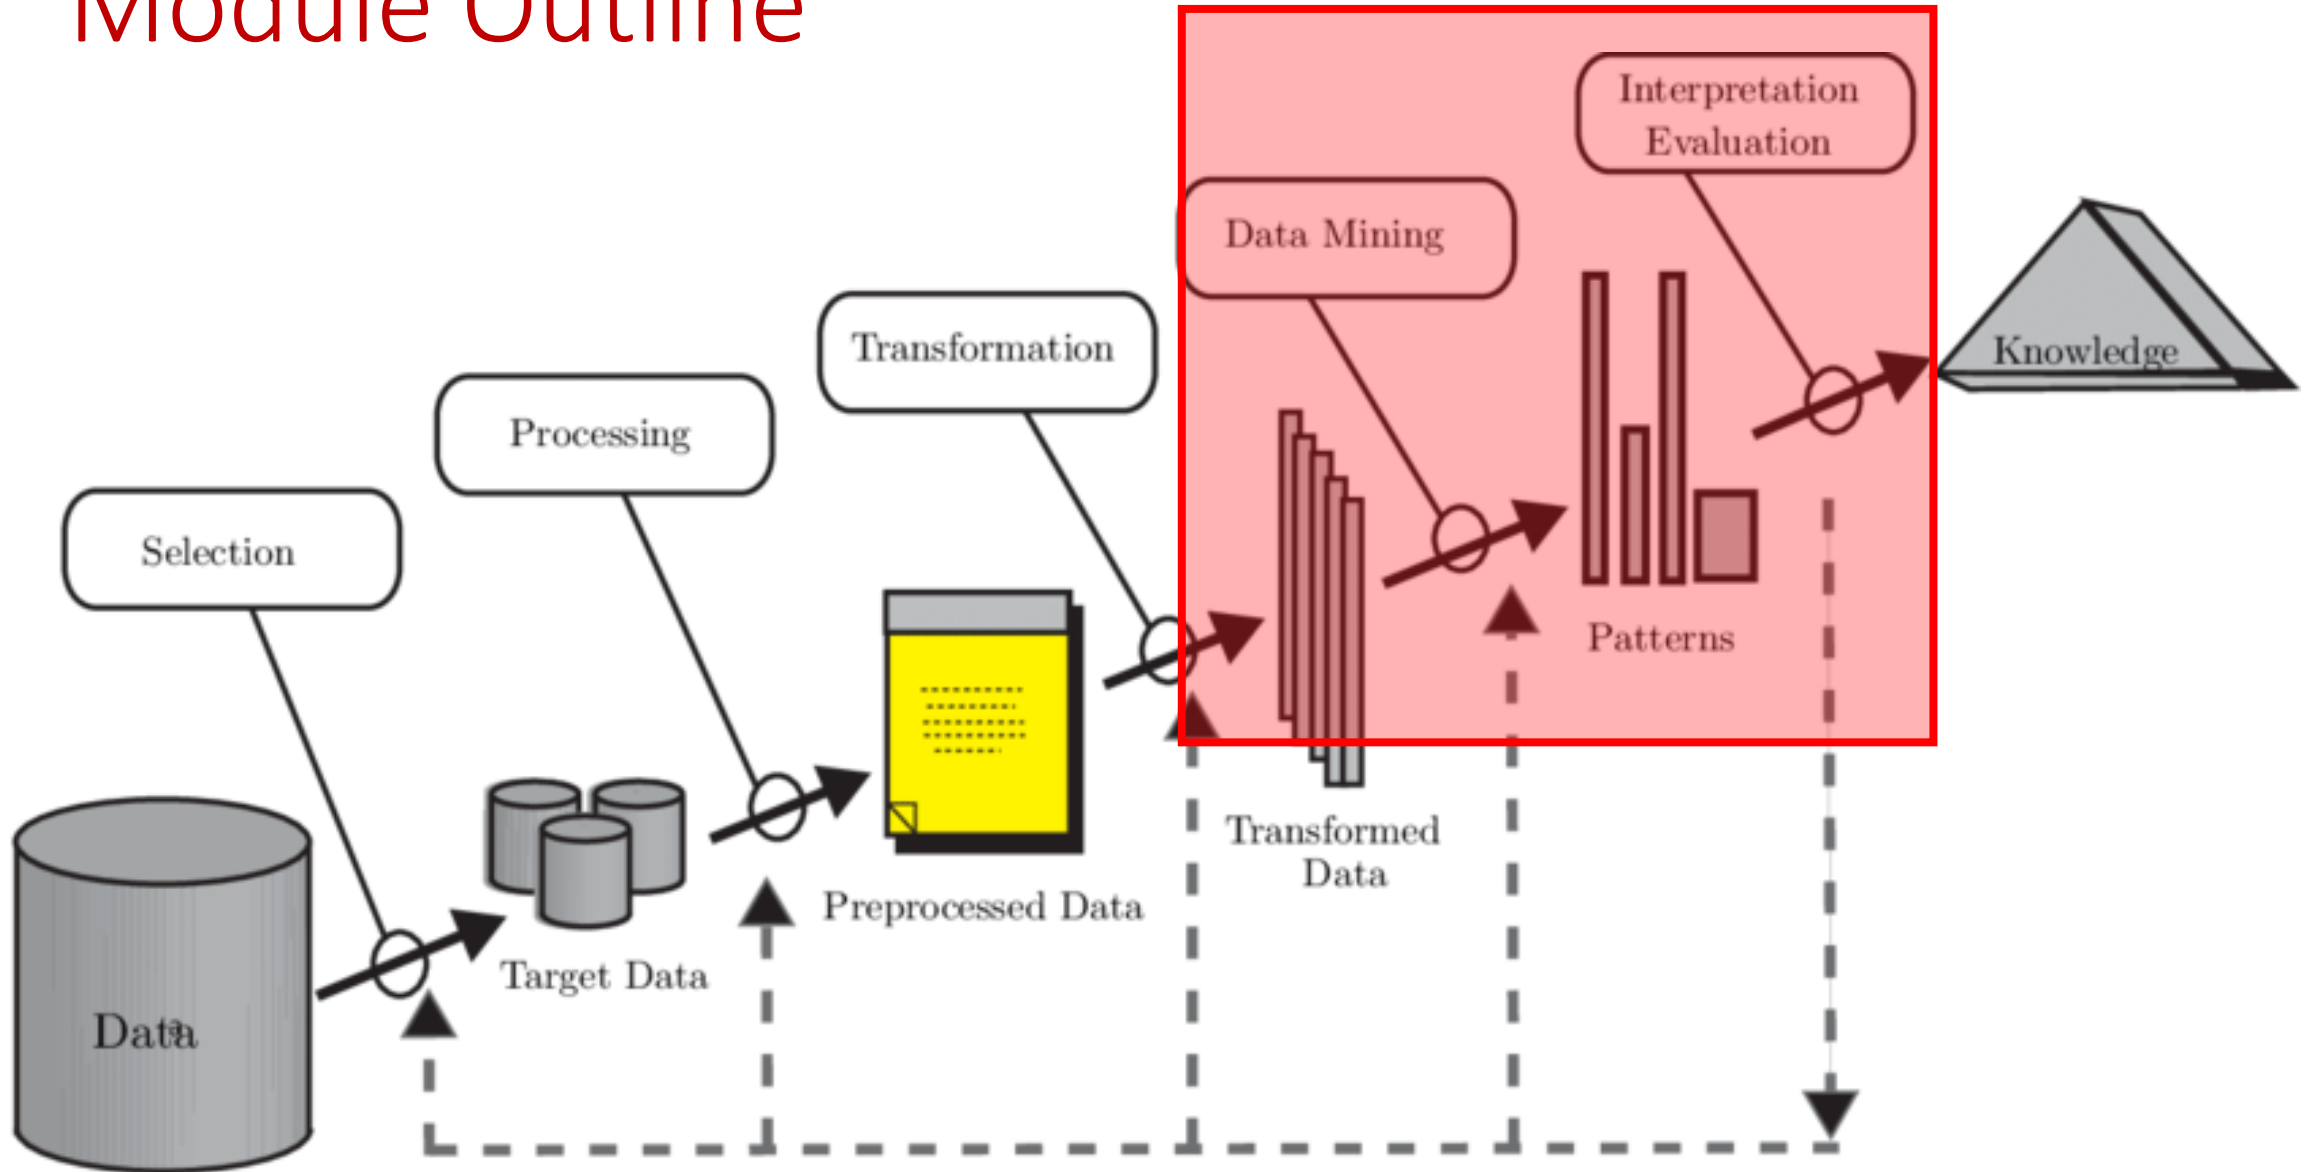 Module Outline
Interpretation
Evaluation
Data Mining
Transformation
Processing
Selection
Knowledge
Patterns
Transformed
Data
Preprocessed Data
Target Data
Data